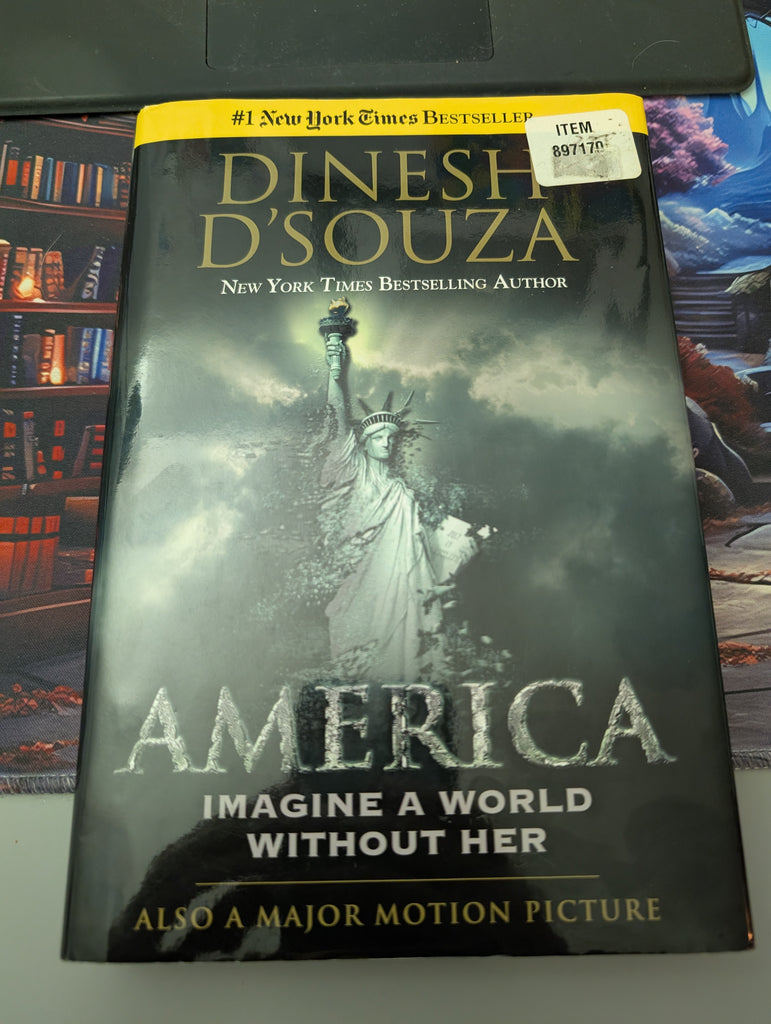 #1 New York Times BESTSELLER
ITEM
897170
DINESH
D'SOUZA
NEW YORK TIMES BESTSELLING AUTHOR
AMERICA
IMAGINE A WORLD
WITHOUT HER
ALSO A MAJOR MOTION PICTURE